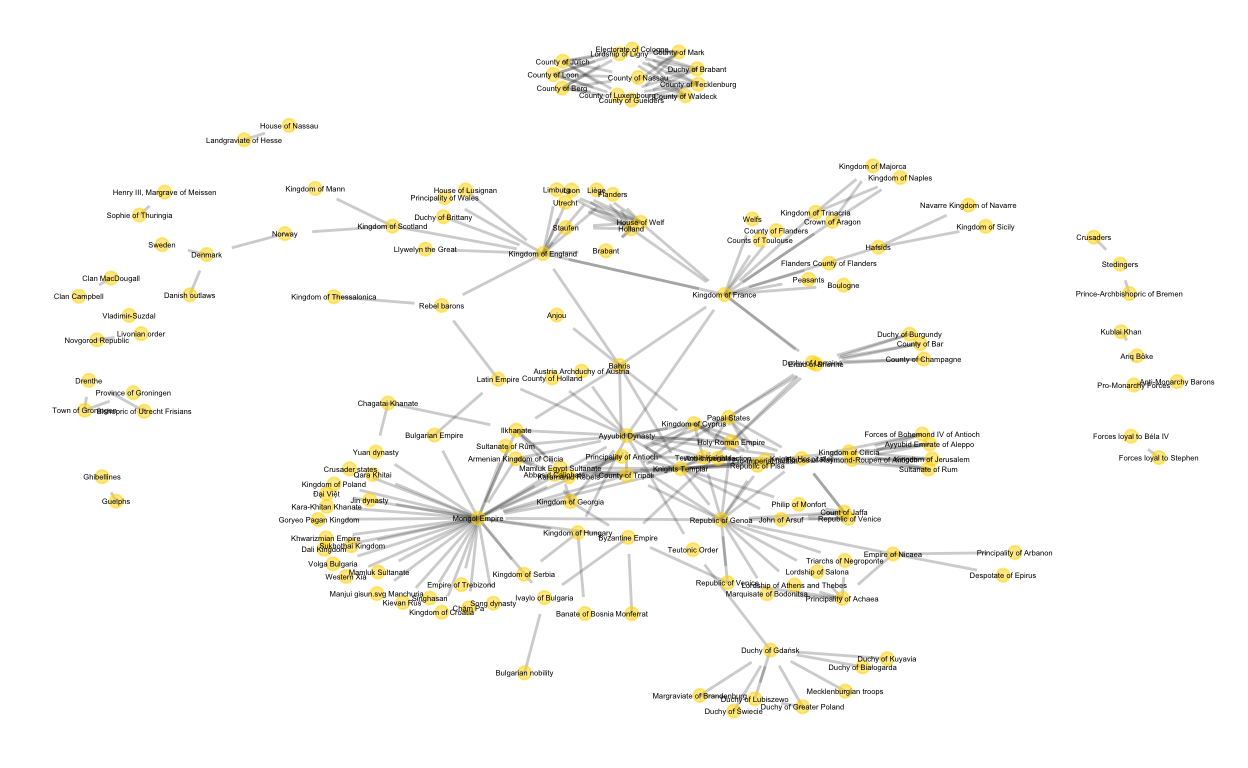 Electorate of Cologne
Lordship of Ligny
County of Mark
County of Jülich
Duchy of Brabant
County of Loon
County of Nassau
County of Tecklenburg
County of Berg
County of Luxembourg
County of Waldeck
County of Guelders
House of Nassau
Landgraviate of Hesse
Kingdom of Majorca
Kingdom of Naples
Henry III, Margrave of Meissen
Kingdom of Mann
House of Lusignan
Principality of Wales
Limburg
Liège
Flanders
Utrecht
Navarre Kingdom of Navarre
Sophie of Thuringia
Duchy of Brittany
Kingdom of Trinacria
Welfs
Crown of Aragon
House of Welf
Kingdom of Scotland
Staufen
Holland
County of Flanders
Kingdom of Sicily
Norway
Counts of Toulouse
Crusaders
Sweden
Llywelyn the Great
Hafsids
Denmark
Kingdom of England
Brabant
Flanders County of Flanders
Stedingers
Clan MacDougall
Peasants
Boulogne
Clan Campbell
Danish outlaws
Kingdom of Thessalonica
Kingdom of France
Prince-Archbishopric of Bremen
Rebel barons
Vladimir-Suzdal
Anjou
Livonian order
Novgorod Republic
Duchy of Burgundy
County of Bar
Kublai Khan
Ariq Böke
County of Champagne
Bahris
Austria Archduchy of Austria
County of Holland
Latin Empire
Drenthe
Province of Groningen
Pro-Monarchy Forces
Anti-Monarchy Barons
Town of Groningen
Bishopric of Utrecht Frisians
Chagatai Khanate
Papal States
Kingdom of Cyprus
Ilkhanate
Bulgarian Empire
Ayyubid Dynasty
Holy Roman Empire
Forces of Bohemond IV of Antioch
Forces loyal to Béla IV
Sultanate of Rûm
Ayyubid Emirate of Aleppo
Yuan dynasty
Armenian Kingdom of Cilicia
Principality of Antioch
Kingdom of Cilicia
Kingdom of Jerusalem
Forces loyal to Stephen
Crusader states
Mamluk Egypt Sultanate
Knights Templar
Republic of Pisa
Sultanate of Rum
Qara Khitai
Karamanid Rebels
County of Tripoli
Ghibellines
Kingdom of Poland
Đại Việt
Jin dynasty
Guelphs
Kingdom of Georgia
Philip of Monfort
Kara-Khitan Khanate
Count of Jaffa
Goryeo Pagan Kingdom
Mongol Empire
Republic of Genoa
John of Arsuf
Republic of Venice
Kingdom of Hungary
Khwarizmian Empire
Byzantine Empire
Sukhothai Kingdom
Dali Kingdom
Teutonic Order
Empire of Nicaea
Principality of Arbanon
Triarchs of Negroponte
Volga Bulgaria
Mamluk Sultanate
Western Xia
Kingdom of Serbia
Lordship of Salona
Despotate of Epirus
Republic of Venice
Empire of Trebizond
Lordship of Athens and Thebes
Manjui gisun.svg Manchuria
Marquisate of Bodonitsa
Singhasari
Ivaylo of Bulgaria
Principality of Achaea
Kievan Rus'
Song dynasty
Kingdom of Croatia
Banate of Bosnia
Monferrat
Duchy of Gdańsk
Duchy of Kuyavia
Duchy of Bialogarda
Bulgarian nobility
Mecklenburgian troops
Margraviate of Brandenburg
Duchy of Lubiszewo
Duchy of Greater Poland
Duchy of Świecie